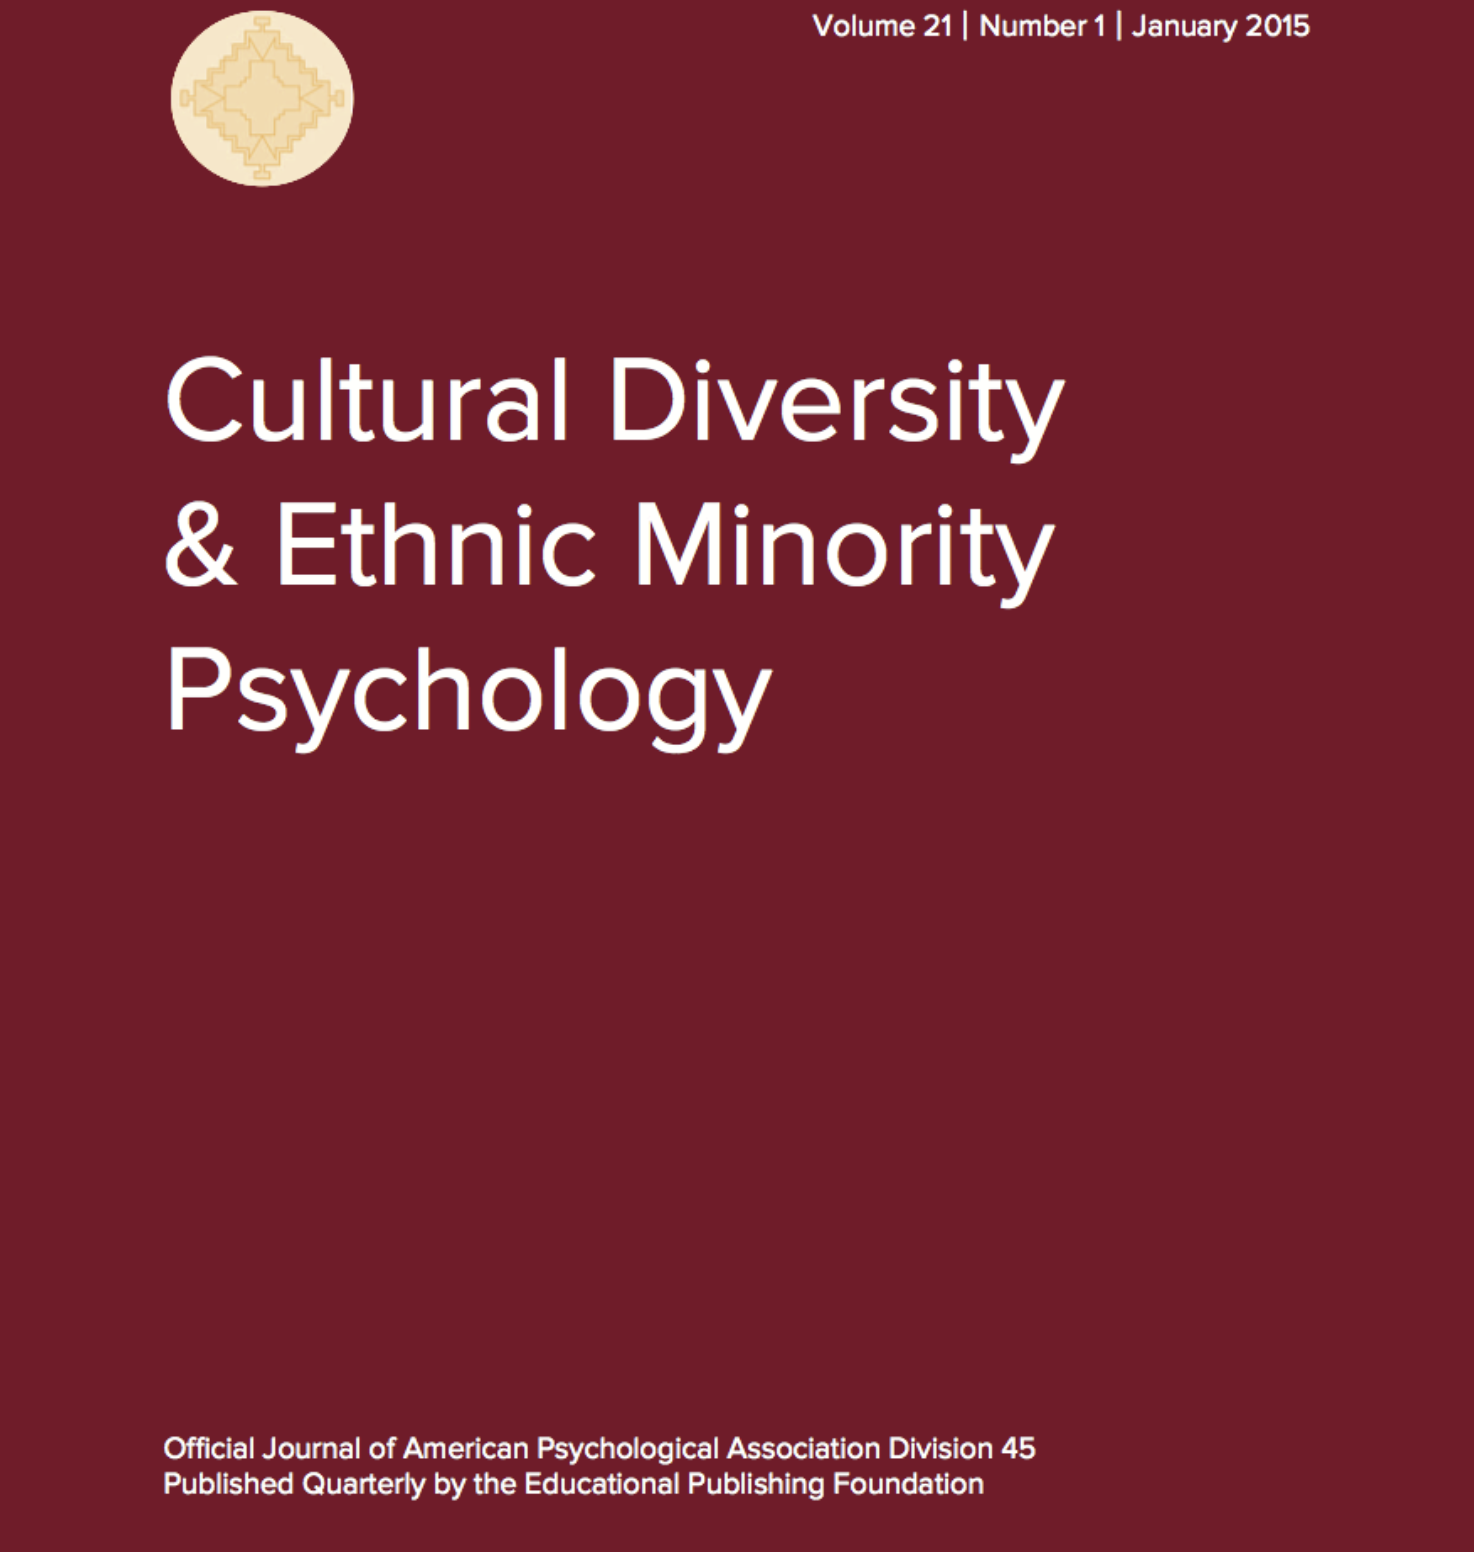 Volume 21 | Number 1 | January 2015
Cultural Diversity
& Ethnic Minority
Psychology
Official Journal of American Psychological Association Division 45
Published Quarterly by the Educational Publishing Foundation